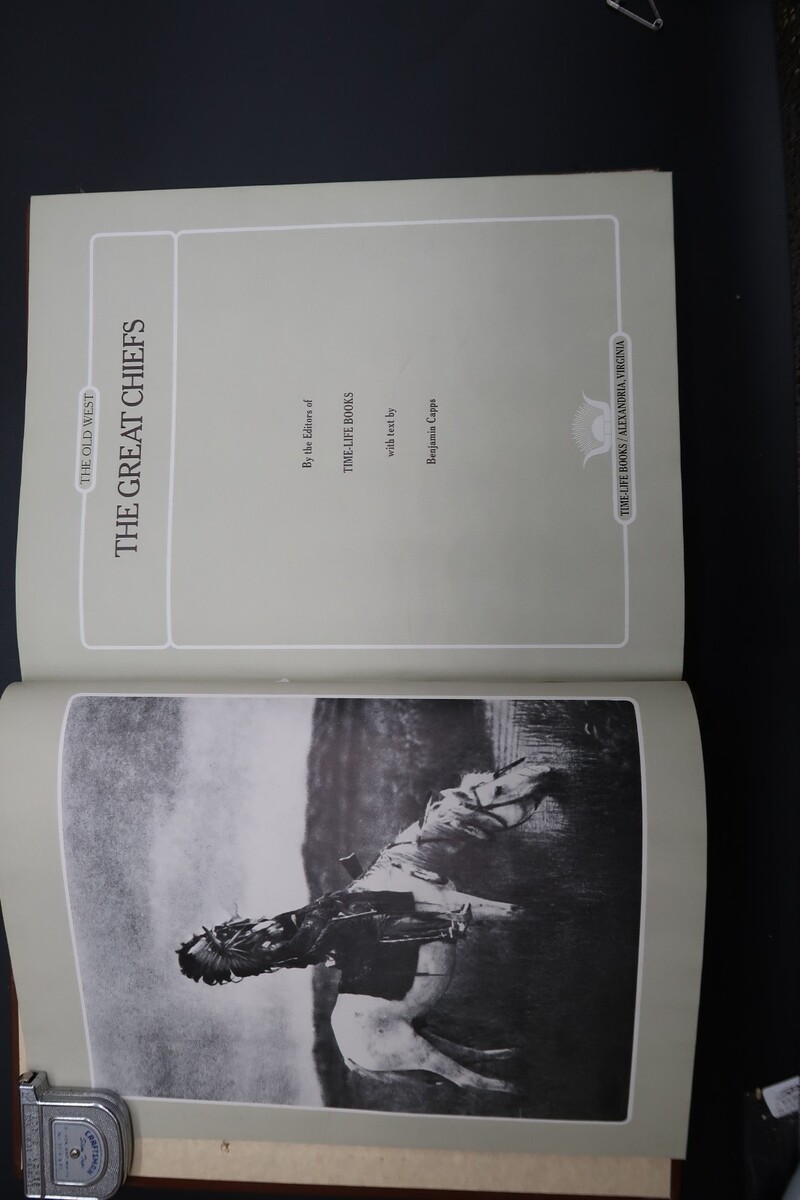 THE OLD WEST
THE GREAT CHIEFS
By the Editors of
TIME-LIFE BOOKS
with text by
Benjamin Capps
TIME-LIFE BOOKS / ALEXANDRIA, VIRGINIA
CRAFTSMAN